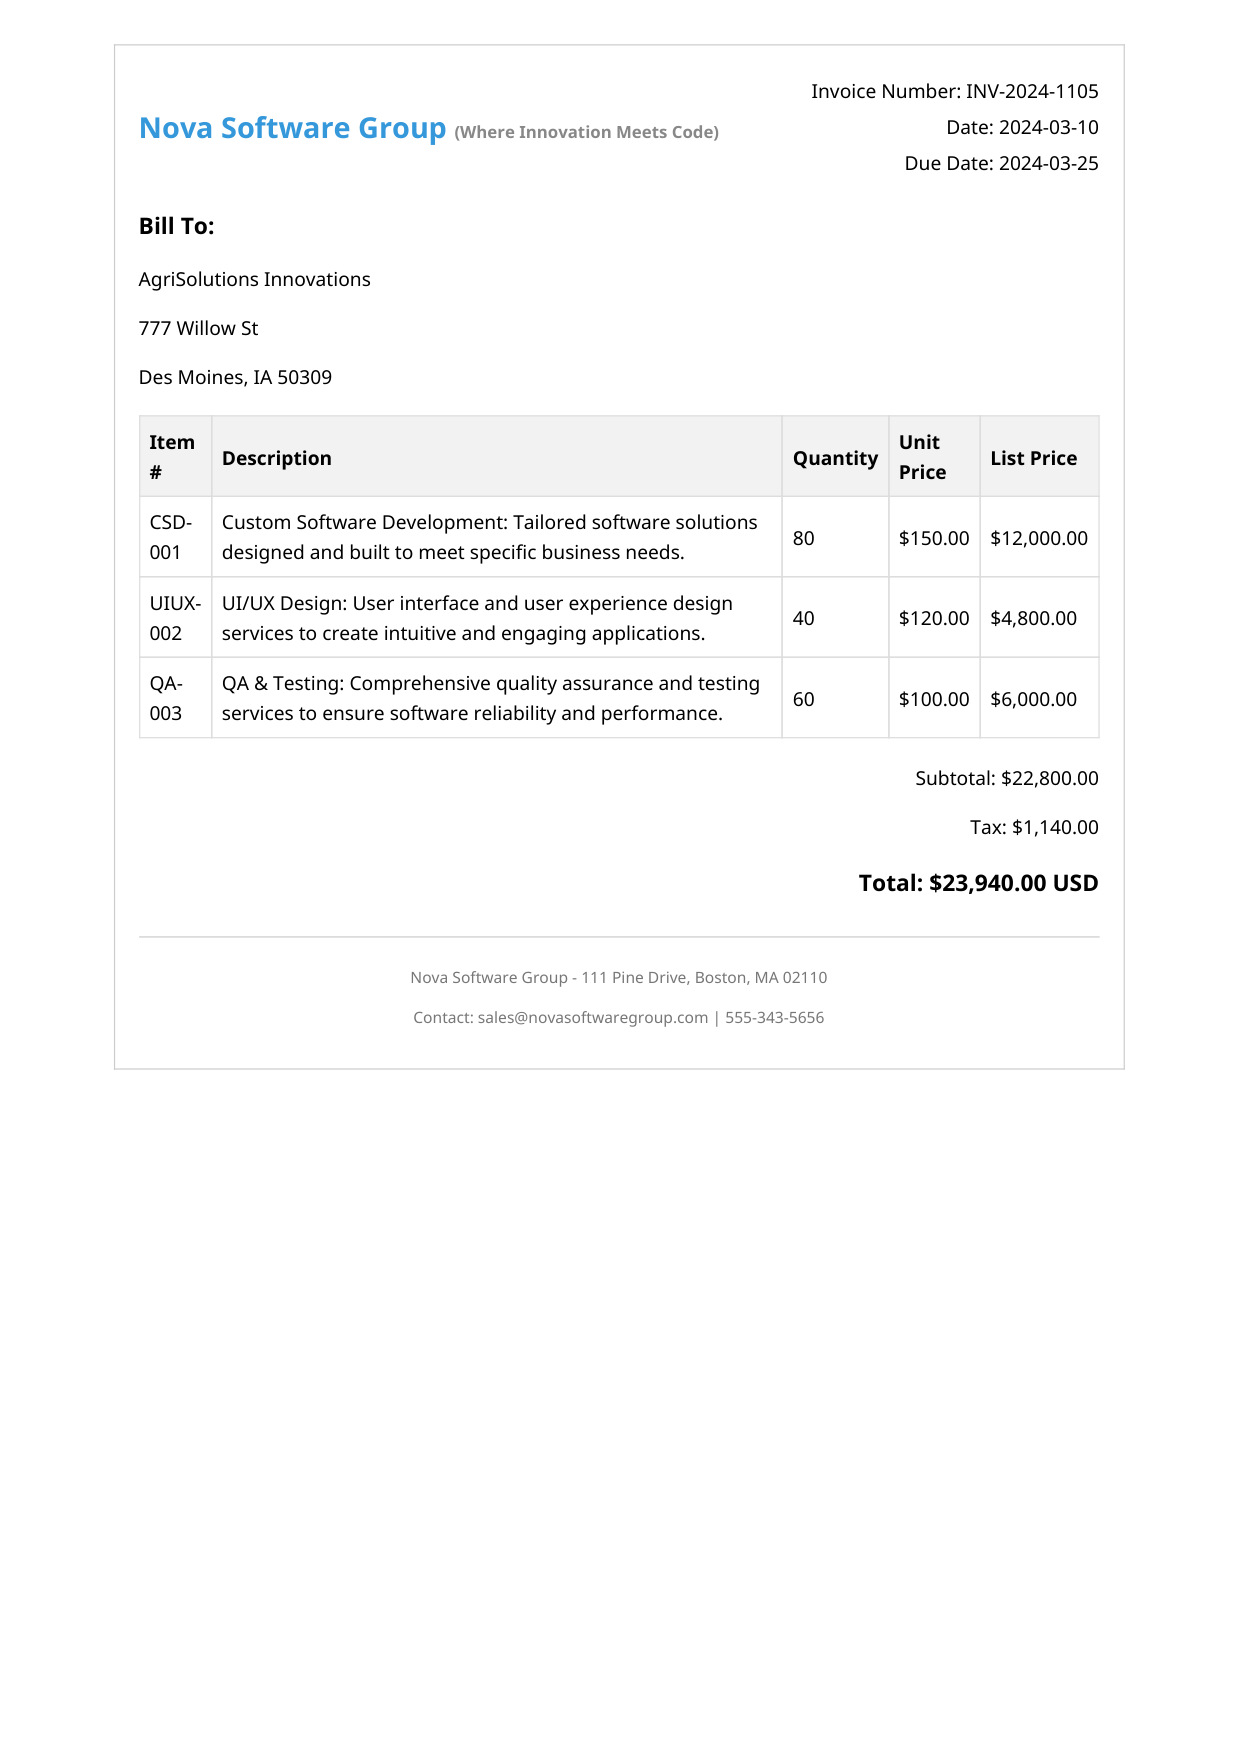 Nova Software Group (Where Innovation Meets Code)
Invoice Number: INV-2024-1105
Date: 2024-03-10
Due Date: 2024-03-25
Bill To:
AgriSolutions Innovations
777 Willow St
Des Moines, IA 50309
Item # Description Quantity Unit Price List Price
CSD-001 Custom Software Development: Tailored software solutions designed and built to meet specific business needs. 80 $150.00 $12,000.00
UIUX-002 UI/UX Design: User interface and user experience design services to create intuitive and engaging applications. 40 $120.00 $4,800.00
QA-003 QA & Testing: Comprehensive quality assurance and testing services to ensure software reliability and performance. 60 $100.00 $6,000.00
Subtotal: $22,800.00
Tax: $1,140.00
Total: $23,940.00 USD
Nova Software Group - 111 Pine Drive, Boston, MA 02110
Contact: sales@novasoftwaregroup.com | 555-343-5656